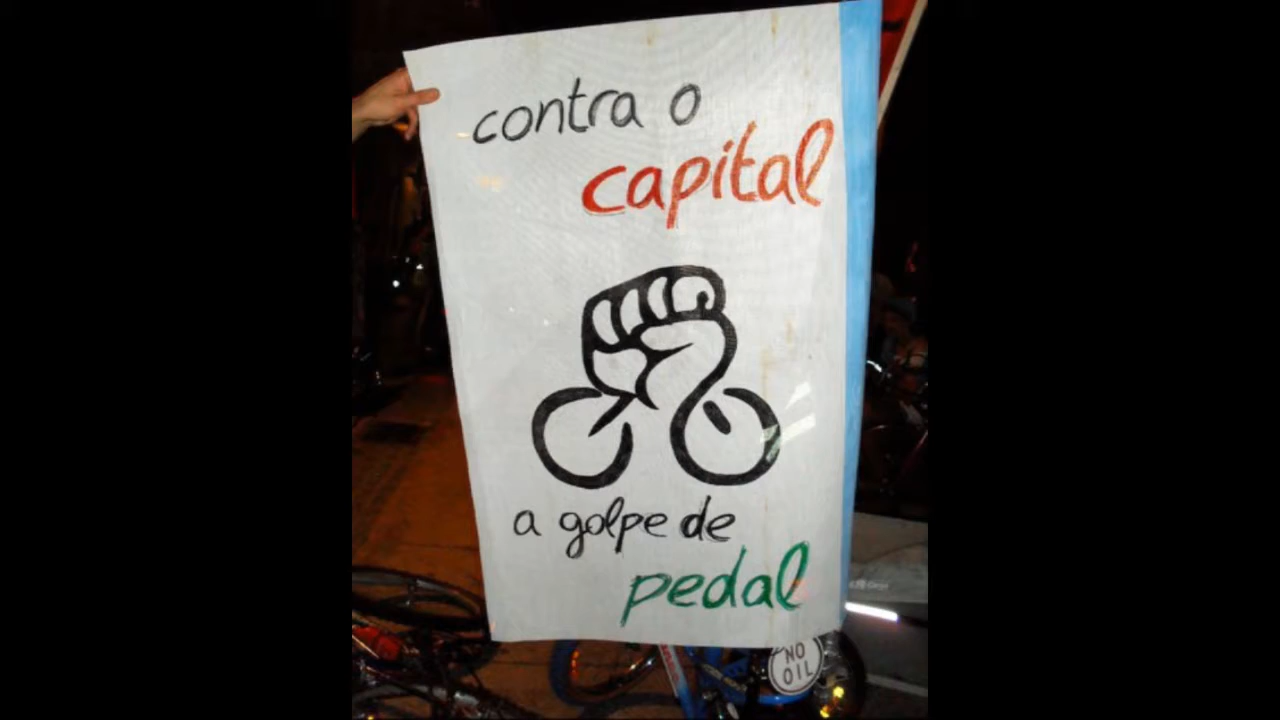 contra o
capital
a golpe de
pedal
NO
OIL